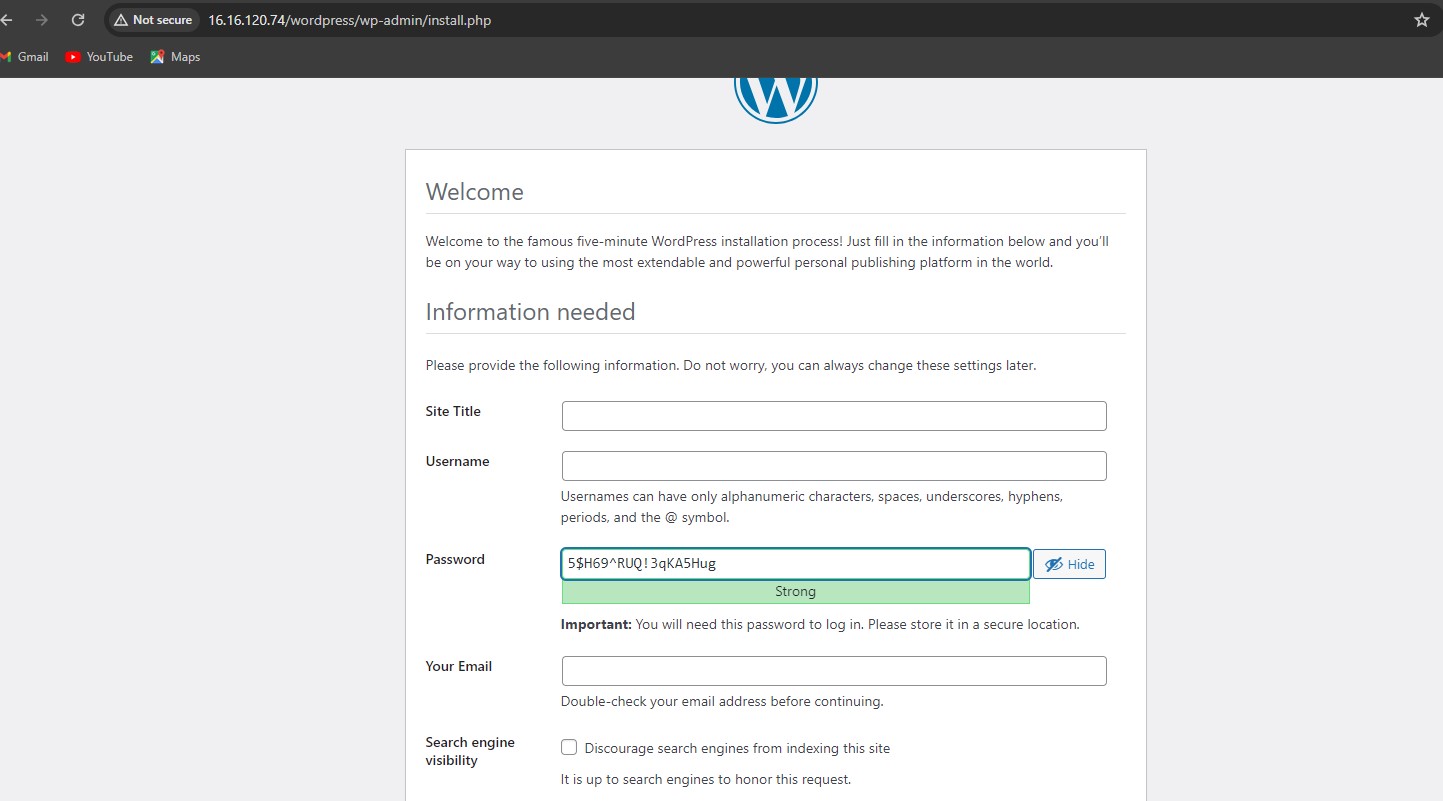 Not secure 16.16.120.74/wordpress/wp-admin/install.php
Gmail YouTube Maps
Welcome
Welcome to the famous five-minute WordPress installation process! Just fill in the information below and you’ll
be on your way to using the most extendable and powerful personal publishing platform in the world.
Information needed
Please provide the following information. Do not worry, you can always change these settings later.
Site Title
Username
Usernames can have only alphanumeric characters, spaces, underscores, hyphens,
periods, and the @ symbol.
Password 5$H69^RUQ!3qKA5Hug Hide
Strong
Important: You will need this password to log in. Please store it in a secure location.
Your Email
Double-check your email address before continuing.
Search engine
visibility
Discourage search engines from indexing this site
It is up to search engines to honor this request.